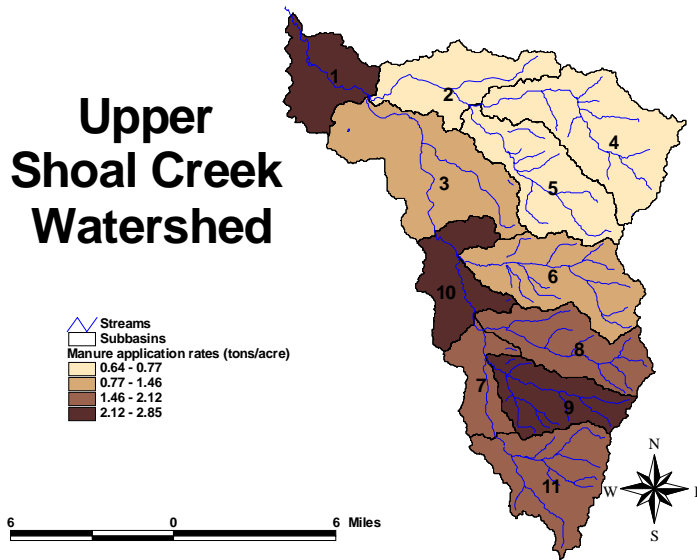 Upper
Shoal Creek
Watershed
Streams
Subbasins
Manure application rates (tons/acre)
0.64 - 0.77
0.77 - 1.46
1.46 - 2.12
2.12 - 2.85
6 0 6 Miles
1
2
4
5
3
6
10
8
7
9
11
N
W
S